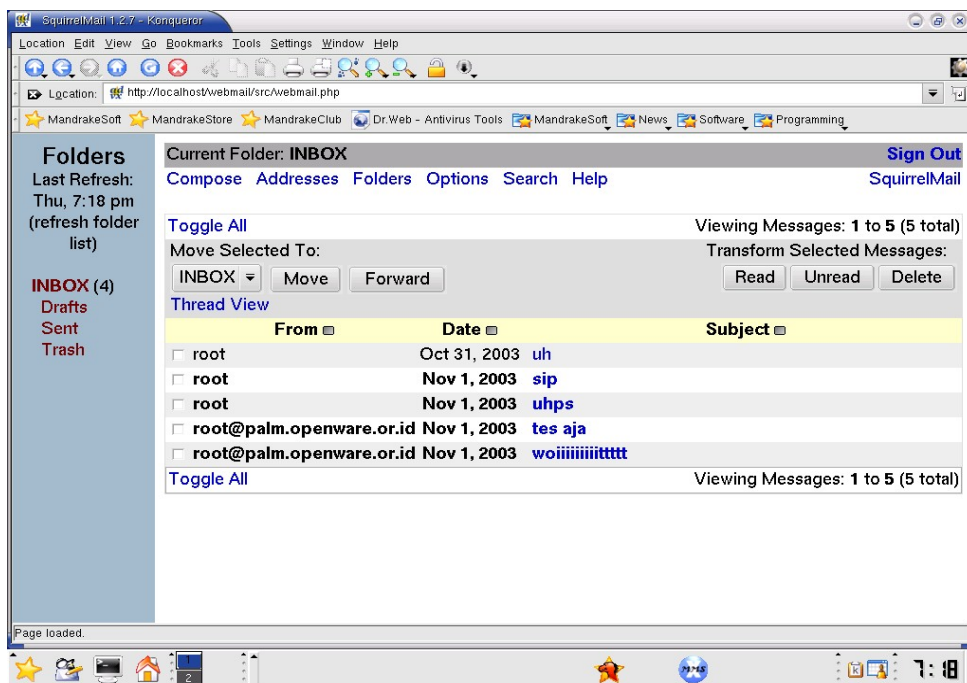 SquirrelMail 1.2.7 - Konqueror
Location Edit View Go Bookmarks Tools Settings Window Help
Location: http://localhost/webmail/src/webmail.php
MandrakeSoft MandrakeStore MandrakeClub Dr.Web - Antivirus Tools MandrakeSoft News Software Programming
Folders
Last Refresh:
Thu, 7:18 pm
(refresh folder
list)
INBOX (4)
Drafts
Sent
Trash
Current Folder: INBOX Sign Out
Compose Addresses Folders Options Search Help SquirrelMail
Toggle All Viewing Messages: 1 to 5 (5 total)
Move Selected To: Transform Selected Messages:
INBOX Move Forward Read Unread Delete
Thread View
From Date Subject
root Oct 31, 2003 uh
root Nov 1, 2003 sip
root Nov 1, 2003 uhps
root@palm.openware.or.id Nov 1, 2003 tes aja
root@palm.openware.or.id Nov 1, 2003 woiiiiiiiiittttt
Toggle All Viewing Messages: 1 to 5 (5 total)
Page loaded.
1
2
MMS
7:18